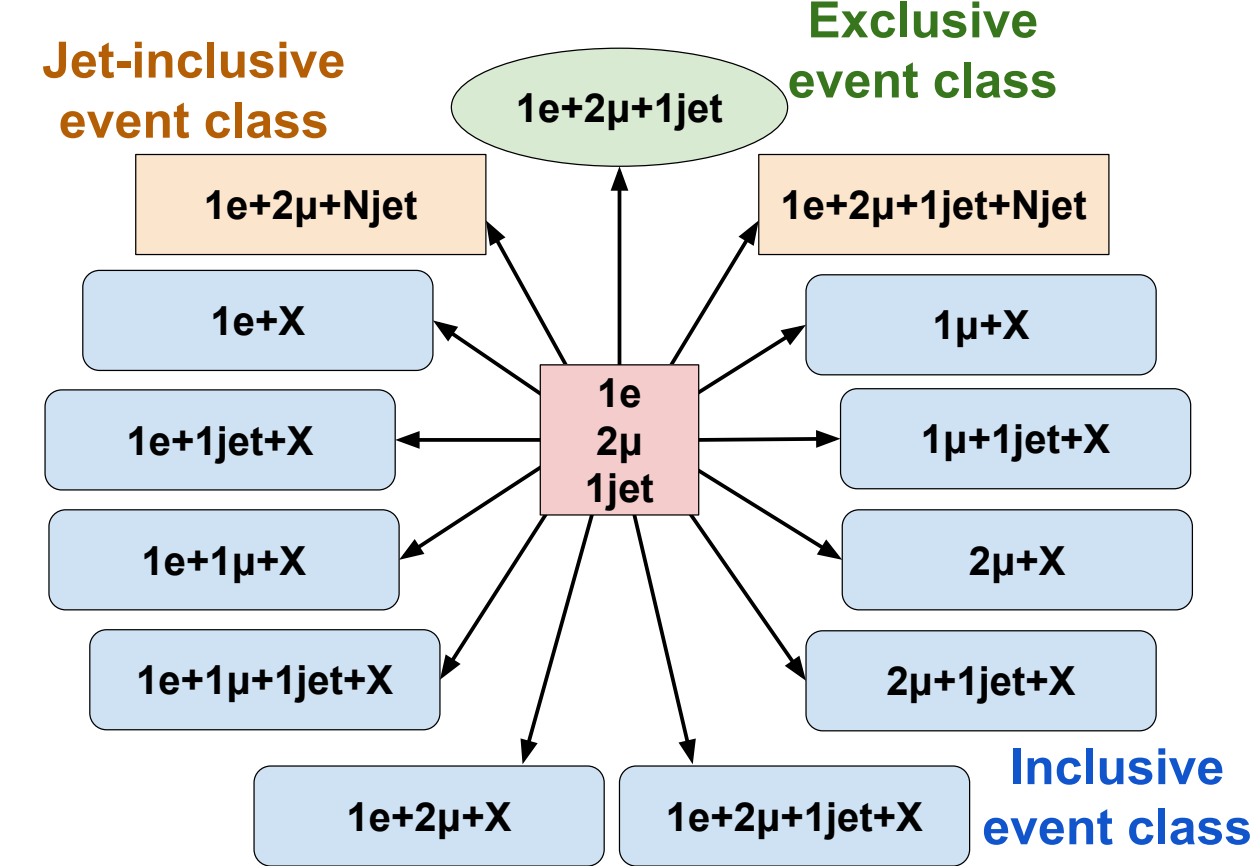 Exclusive
event class
Jet-inclusive
event class
1e+2μ+1jet
1e+2μ+Njet
1e+2μ+1jet+Njet
1e+X
1μ+X
1e
2μ
1jet
1e+1jet+X
1μ+1jet+X
1e+1μ+X
2μ+X
1e+1μ+1jet+X
2μ+1jet+X
1e+2μ+X
1e+2μ+1jet+X
Inclusive
event class